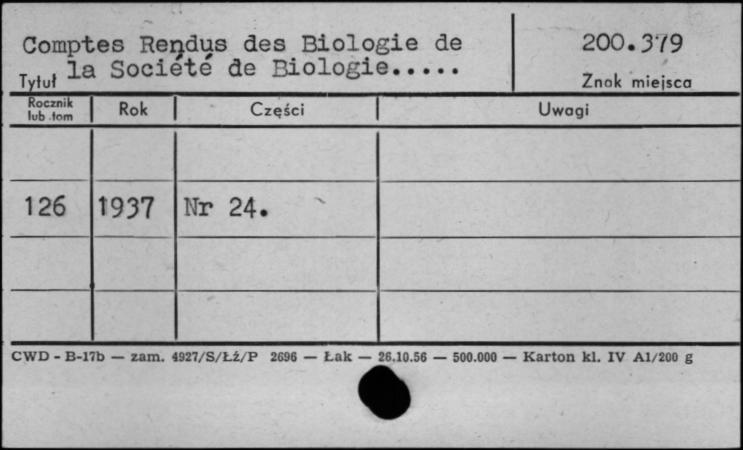 Comptes Rendus des Biologie de
la Société de Biologie.....
Tytuł
200.379
Znak miejsca
Rocznik lub tom
Rok
Części
Uwagi
126 1937 Nr 24.
CWD - B-17b — zam. 4927/S/ŁŻ/P 2696 — Łak — 26.10.56 — 500.000 — Karton kl. IV A1/200 g